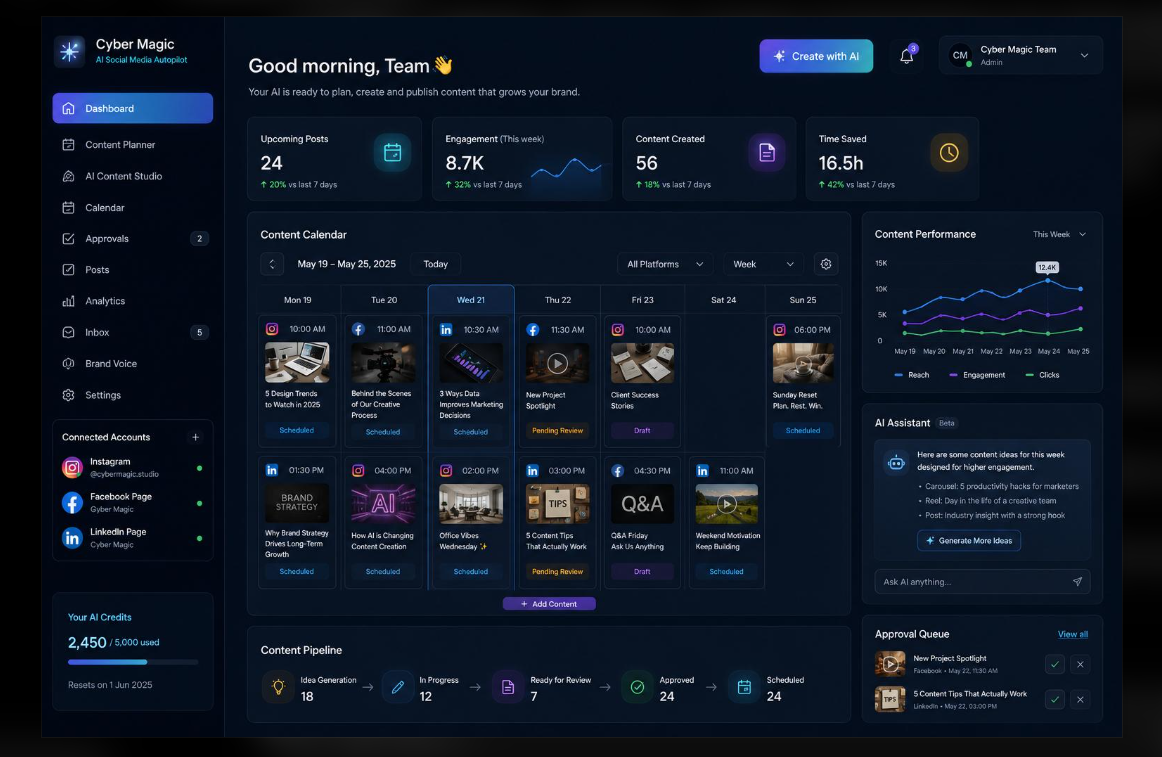 Cyber Magic
AI Social Media Autopilot
Dashboard
Content Planner
AI Content Studio
Calendar
Approvals 2
Posts
Analytics
Inbox 5
Brand Voice
Settings
Connected Accounts +
Instagram
@cybermagic.studio
Facebook Page
Cyber Magic
LinkedIn Page
Cyber Magic
Your AI Credits
2,450 / 5,000 used
Resets on 1 Jun 2025
Good morning, Team 👋
Your AI is ready to plan, create and publish content that grows your brand.
Create with AI
3
CM
Cyber Magic Team
Admin
Upcoming Posts
24
↑ 20% vs last 7 days
Engagement (This week)
8.7K
↑ 32% vs last 7 days
Content Created
56
↑ 18% vs last 7 days
Time Saved
16.5h
↑ 42% vs last 7 days
Content Calendar
May 19 – May 25, 2025
Today
All Platforms
Week
Mon 19
Tue 20
Wed 21
Thu 22
Fri 23
Sat 24
Sun 25
10:00 AM
5 Design Trends
to Watch in 2025
Scheduled
11:00 AM
Behind the Scenes
of Our Creative
Process
Scheduled
10:30 AM
3 Ways Data
Improves Marketing
Decisions
Scheduled
11:30 AM
New Project
Spotlight
Pending Review
10:00 AM
Client Success
Stories
Draft
06:00 PM
Sunday Reset
Plan. Rest. Win.
Scheduled
01:30 PM
BRAND
STRATEGY
Why Brand Strategy
Drives Long-Term
Growth
Scheduled
04:00 PM
AI
How AI is Changing
Content Creation
Scheduled
02:00 PM
Office Vibes
Wednesday ✨
Scheduled
03:00 PM
TIPS
5 Content Tips
That Actually Work
Pending Review
04:30 PM
Q&A
Q&A Friday
Ask Us Anything
Draft
11:00 AM
Weekend Motivation
Keep Building
Scheduled
+ Add Content
Content Pipeline
Idea Generation
18
In Progress
12
Ready for Review
7
Approved
24
Scheduled
24
Content Performance
This Week
15K
10K
5K
0
12.4K
May 19
May 20
May 21
May 22
May 23
May 24
May 25
Reach
Engagement
Clicks
AI Assistant Beta
Here are some content ideas for this week
designed for higher engagement.
• Carousel: 5 productivity hacks for marketers
• Reel: Day in the life of a creative team
• Post: Industry insight with a strong hook
Generate More Ideas
Ask AI anything...
Approval Queue
View all
New Project Spotlight
Facebook • May 22, 11:30 AM
TIPS
5 Content Tips That Actually Work
LinkedIn • May 22, 03:00 PM